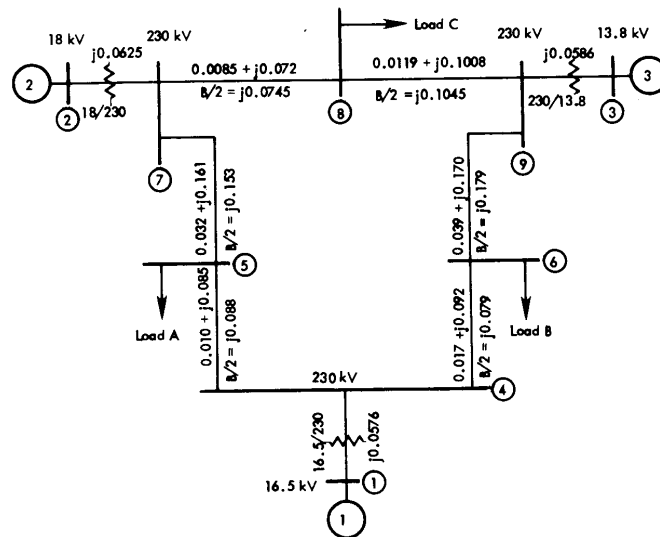 18 kV
j0.0625
230 kV
Load C
230 kV
j0.0586
13.8 kV
2
0.0085 + j0.072
0.0119 + j0.1008
3
B/2 = j0.0745
B/2 = j0.1045
18/230
230/13.8
2
8
3
7
9
0.032 +j0.161
B/2 = j0.153
0.039 + j0.170
B/2 = j0.179
5
6
Load A
0.010 + j0.085
B/2 = j0.088
0.017 +j0.092
B/2 = j0.079
Load B
230 kV
4
16.5/230
j0.0576
16.5 kV
1
1